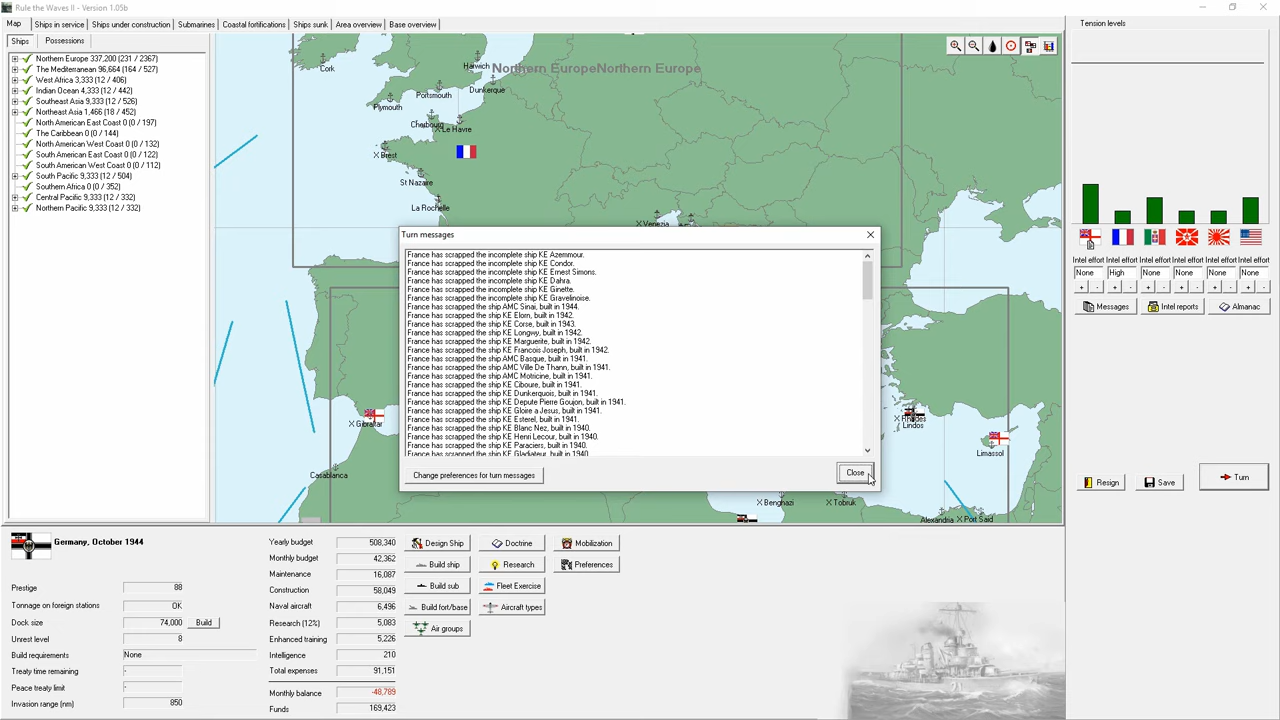 Rule the Waves II - Version 1.05b
Map
Ships in service
Ships under construction
Submarines
Coastal fortifications
Ships sunk
Area overview
Base overview
Ships
Possessions
Northern Europe 337,200 (231 / 2367)
The Mediterranean 96,664 (164 / 527)
West Africa 3,333 (12 / 406)
Indian Ocean 4,333 (12 / 442)
Southeast Asia 9,333 (12 / 526)
Northeast Asia 1,466 (18 / 452)
North American East Coast 0 (0 / 197)
The Caribbean 0 (0 / 144)
North American West Coast 0 (0 / 132)
South American East Coast 0 (0 / 122)
South American West Coast 0 (0 / 112)
South Pacific 9,333 (12 / 504)
Southern Africa 0 (0 / 352)
Central Pacific 9,333 (12 / 332)
Northern Pacific 9,333 (12 / 332)
Cork
Harwich
Northern EuropeNorthern Europe
Portsmouth
Dunkerque
Plymouth
Cherbourg
Le Havre
X Brest
St Nazaire
La Rochelle
X Venezia
X Gibraltar
Casablanca
X Rhodes
Lindos
Limassol
X Benghazi
X Tobruk
Alexandria
X Port Said
Turn messages
France has scrapped the incomplete ship KE Azemmour.
France has scrapped the incomplete ship KE Condor.
France has scrapped the incomplete ship KE Ernest Simons.
France has scrapped the incomplete ship KE Dahra.
France has scrapped the incomplete ship KE Ginette.
France has scrapped the incomplete ship KE Gravelinoise.
France has scrapped the ship AMC Sinai, built in 1944.
France has scrapped the ship KE Elorn, built in 1942.
France has scrapped the ship KE Corse, built in 1943.
France has scrapped the ship KE Longwy, built in 1942.
France has scrapped the ship KE Marguerite, built in 1942.
France has scrapped the ship KE Francois Joseph, built in 1942.
France has scrapped the ship AMC Basque, built in 1941.
France has scrapped the ship AMC Ville De Thann, built in 1941.
France has scrapped the ship AMC Motricine, built in 1941.
France has scrapped the ship KE Ciboure, built in 1941.
France has scrapped the ship KE Dunkerquois, built in 1941.
France has scrapped the ship KE Depute Pierre Goujon, built in 1941.
France has scrapped the ship KE Gloire a Jesus, built in 1941.
France has scrapped the ship KE Esterel, built in 1941.
France has scrapped the ship KE Blanc Nez, built in 1940.
France has scrapped the ship KE Henri Lecour, built in 1940.
France has scrapped the ship KE Paraciers, built in 1940.
France has scrapped the ship KE Gladiateur, built in 1940.
Change preferences for turn messages
Close
Tension levels
Intel effort Intel effort Intel effort Intel effort Intel effort Intel effort
None High None None None None
+ - + - + - + - + - + -
Messages
Intel reports
Almanac
Resign
Save
Turn
Germany, October 1944
Prestige 88
Tonnage on foreign stations OK
Dock size 74,000 Build
Unrest level 8
Build requirements None
Treaty time remaining -
Peace treaty limit -
Invasion range (nm) 850
Yearly budget 508,340
Monthly budget 42,362
Maintenance 16,087
Construction 58,049
Naval aircraft 6,496
Research (12%) 5,083
Enhanced training 5,226
Intelligence 210
Total expenses 91,151
Monthly balance -48,789
Funds 169,423
Design Ship
Doctrine
Mobilization
Build ship
Research
Preferences
Build sub
Fleet Exercise
Build fort/base
Aircraft types
Air groups